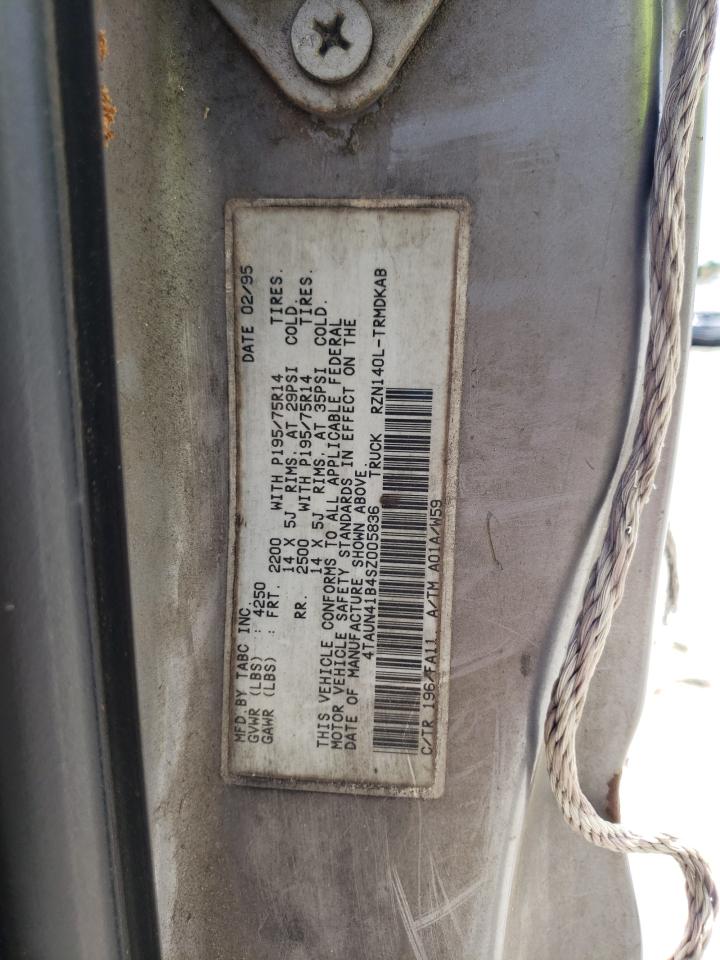 MFD.BY TABC INC. DATE 02/95
GVWR (LBS) : 4250
GAWR (LBS) : FRT. 2200 WITH P195/75R14 TIRES.
14 X 5J RIMS. AT 29PSI COLD.
RR. 2500 WITH P195/75R14 TIRES.
14 X 5J RIMS. AT 35PSI COLD.
THIS VEHICLE CONFORMS TO ALL APPLICABLE FEDERAL
MOTOR VEHICLE SAFETY STANDARDS IN EFFECT ON THE
DATE OF MANUFACTURE SHOWN ABOVE.
4TAUN41B4SZ005836 TRUCK RZN140L-TRMDKAB
C/TR 196/FA11 A/TM A01A/W59